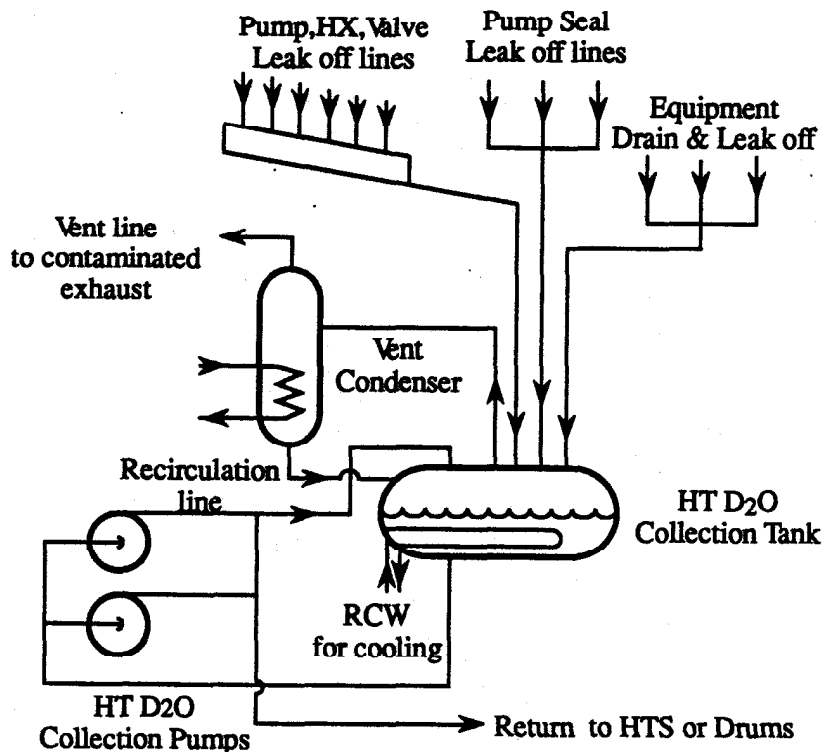 Pump,HX,Valve
Leak off lines
Pump Seal
Leak off lines
Equipment
Drain & Leak off
Vent line
to contaminated
exhaust
Vent
Condenser
Recirculation
line
HT D2O
Collection Tank
RCW
for cooling
HT D2O
Collection Pumps
Return to HTS or Drums